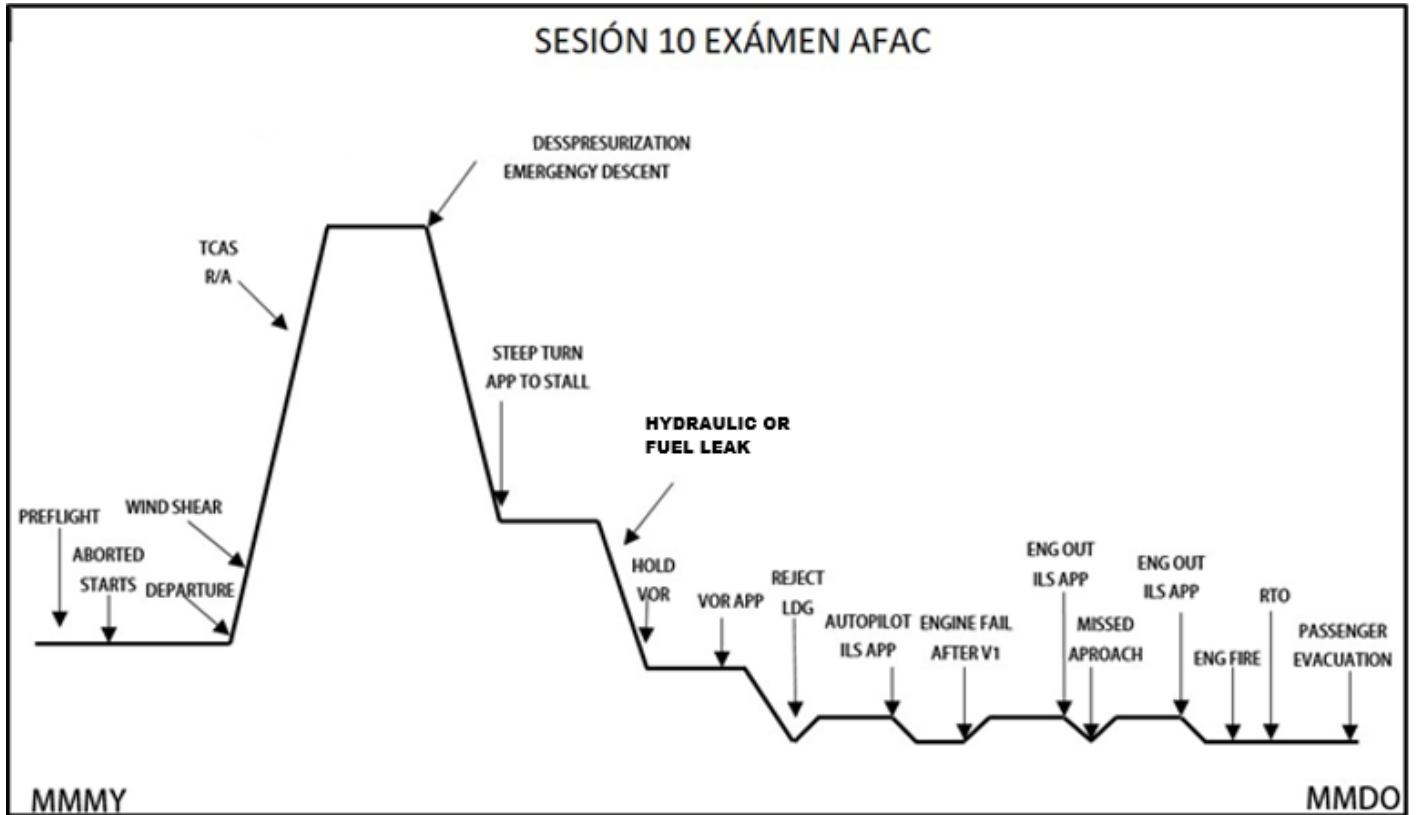 SESIÓN 10 EXÁMEN AFAC
DESSPRESURIZATION
EMERGENGY DESCENT
TCAS
R/A
STEEP TURN
APP TO STALL
HYDRAULIC OR
FUEL LEAK
PREFLIGHT
ABORTED
STARTS
WIND SHEAR
DEPARTURE
HOLD
VOR
VOR APP
REJECT
LDG
AUTOPILOT
ILS APP
ENGINE FAIL
AFTER V1
ENG OUT
ILS APP
MISSED
APROACH
ENG OUT
ILS APP
ENG FIRE
RTO
PASSENGER
EVACUATION
MMMY
MMDO